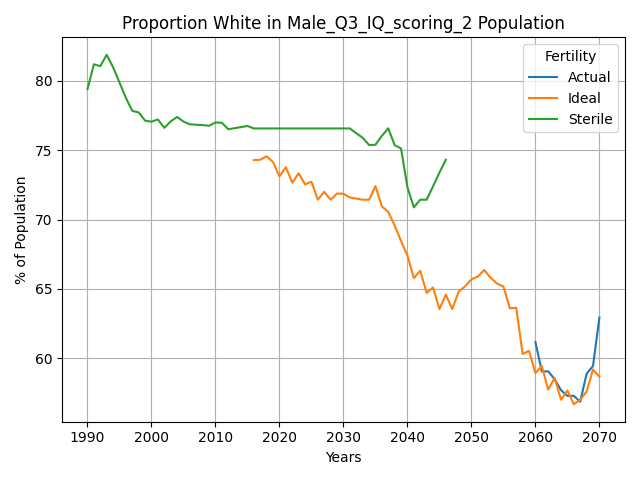 Proportion White in Male_Q3_IQ_scoring_2 Population
Fertility
Actual
Ideal
Sterile
% of Population
80
75
70
65
60
1990 2000 2010 2020 2030 2040 2050 2060 2070
Years